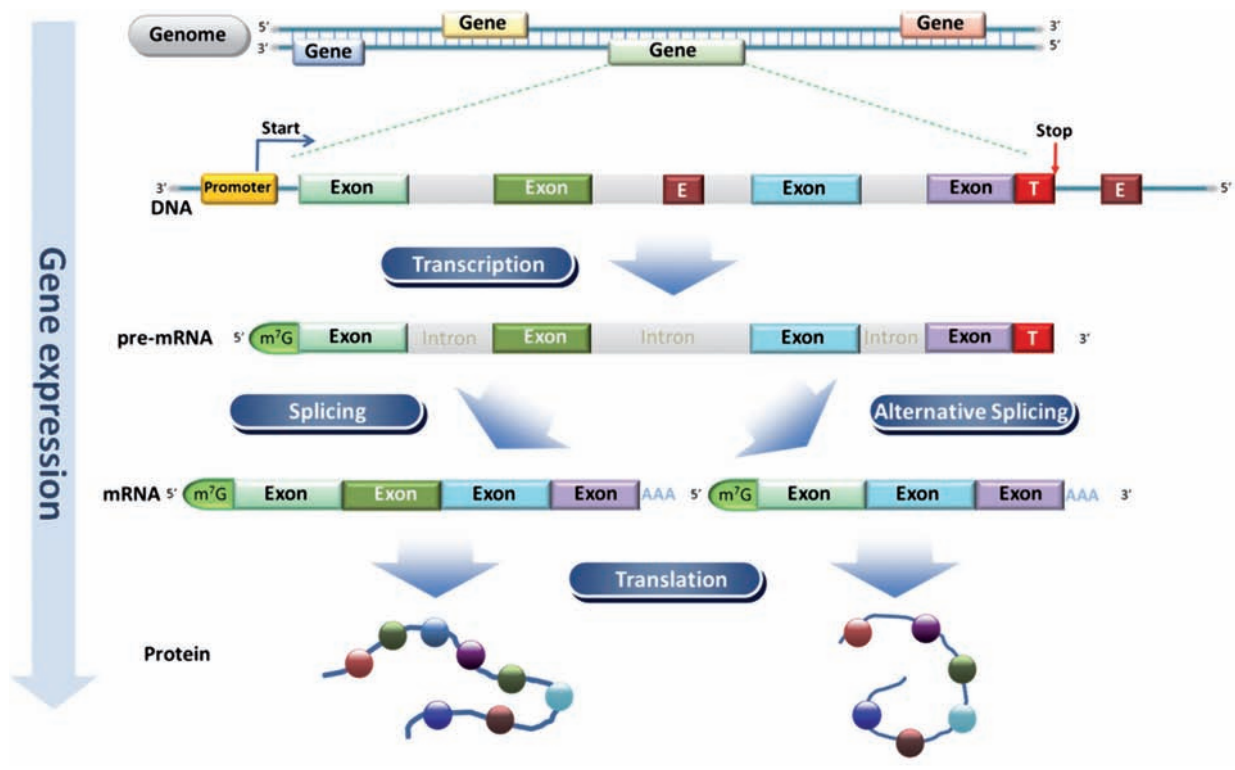 Genome 5' Gene Gene 3'
3' Gene Gene 5'
Start Stop
3' Promoter Exon Exon E Exon Exon T E 5'
DNA
Transcription
pre-mRNA 5' m⁷G Exon Intron Exon Intron Exon Intron Exon T 3'
Splicing Alternative Splicing
mRNA 5' m⁷G Exon Exon Exon Exon AAA 5' m⁷G Exon Exon Exon AAA 3'
Translation
Protein
Gene expression